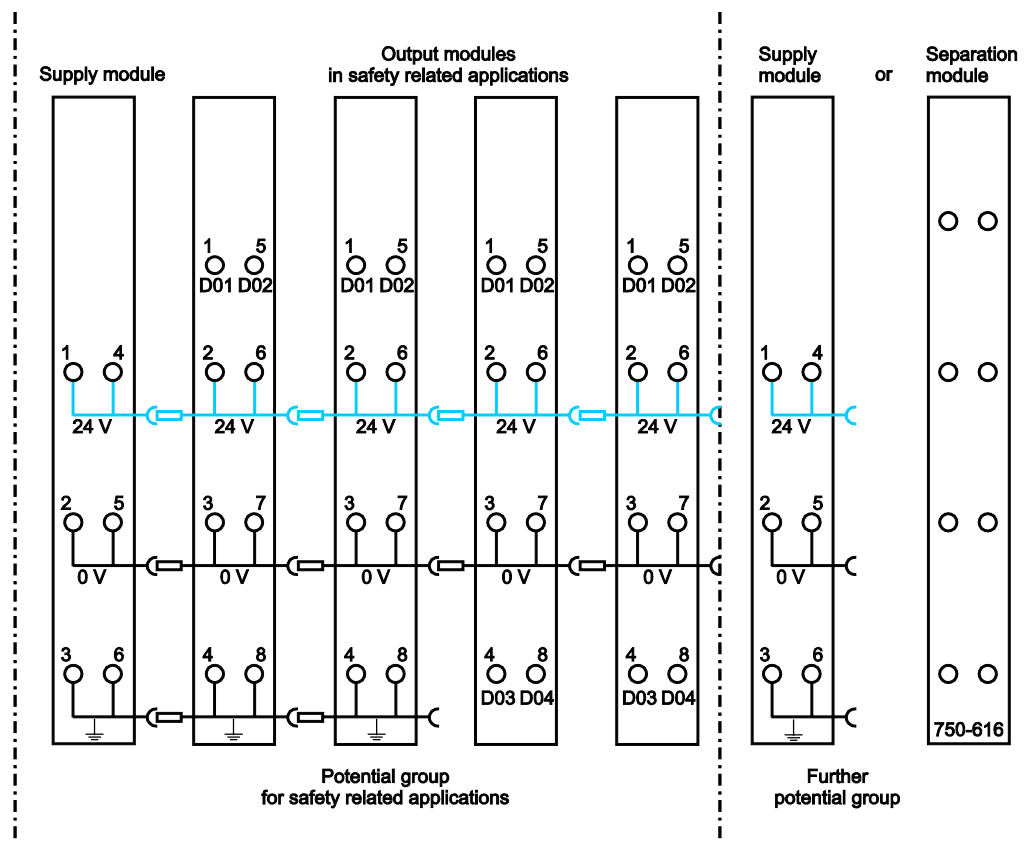 Output modules
in safety related applications
Supply module
Supply
module
or
Separation
module
1 5 1 5 1 5 1 5
D01 D02 D01 D02 D01 D02 D01 D02
1 4 2 6 2 6 2 6 2 6 1 4
24 V 24 V 24 V 24 V 24 V 24 V
2 5 3 7 3 7 3 7 3 7 2 5
0 V 0 V 0 V 0 V 0 V 0 V
3 6 4 8 4 8 4 8 4 8 3 6
D03 D04 D03 D04
750-616
Potential group
for safety related applications
Further
potential group